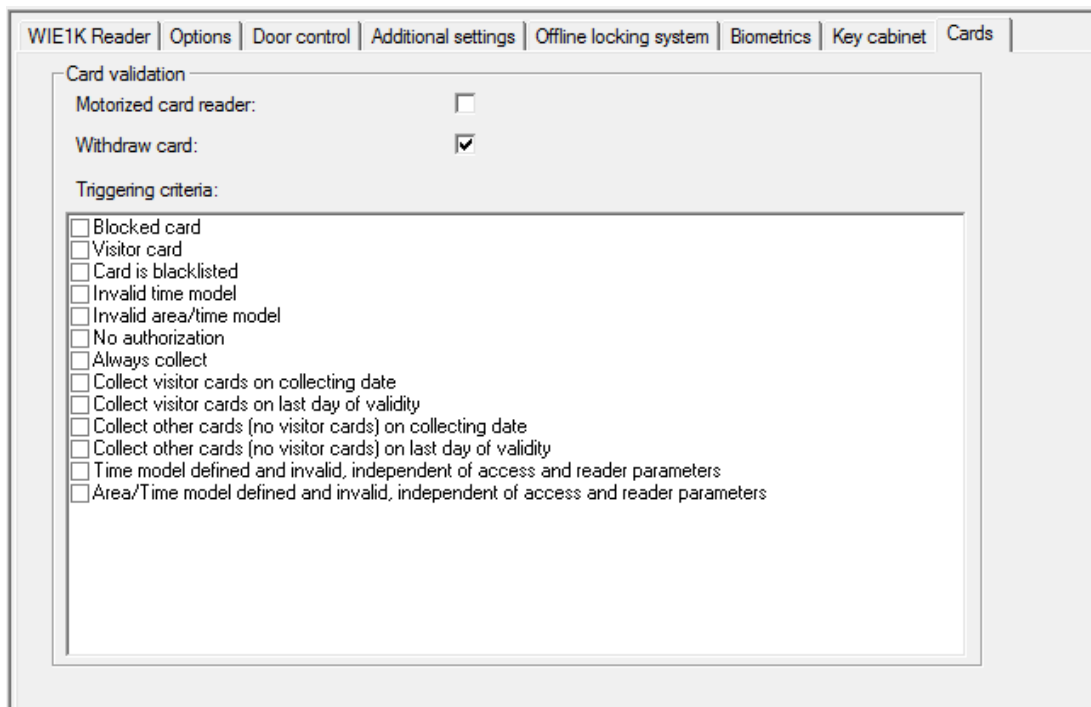 WIE1K Reader Options Door control Additional settings Offline locking system Biometrics Key cabinet Cards
Card validation
Motorized card reader:
Withdraw card:
Triggering criteria:
Blocked card
Visitor card
Card is blacklisted
Invalid time model
Invalid area/time model
No authorization
Always collect
Collect visitor cards on collecting date
Collect visitor cards on last day of validity
Collect other cards (no visitor cards) on collecting date
Collect other cards (no visitor cards) on last day of validity
Time model defined and invalid, independent of access and reader parameters
Area/Time model defined and invalid, independent of access and reader parameters